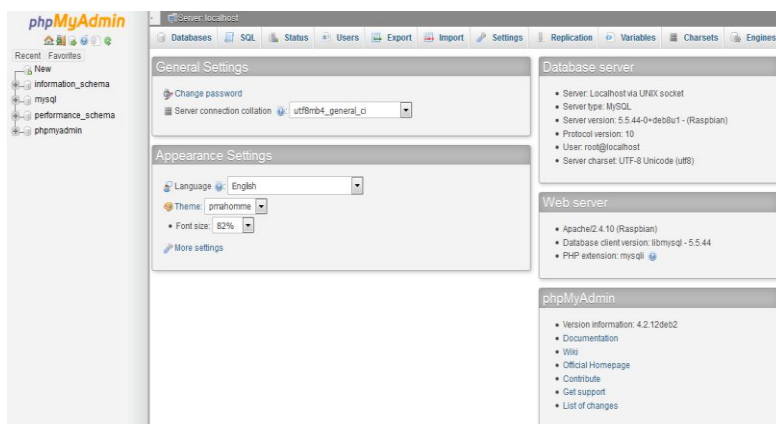 phpMyAdmin
Recent Favorites
New
information_schema
mysql
performance_schema
phpmyadmin
Server: localhost
Databases SQL Status Users Export Import Settings Replication Variables Charsets Engines
General Settings
Change password
Server connection collation : utf8mb4_general_ci
Appearance Settings
Language : English
Theme: pmahomme
• Font size: 82%
More settings
Database server
• Server: Localhost via UNIX socket
• Server type: MySQL
• Server version: 5.5.44-0+deb8u1 - (Raspbian)
• Protocol version: 10
• User: root@localhost
• Server charset: UTF-8 Unicode (utf8)
Web server
• Apache/2.4.10 (Raspbian)
• Database client version: libmysql - 5.5.44
• PHP extension: mysqli
phpMyAdmin
• Version information: 4.2.12deb2
• Documentation
• Wiki
• Official Homepage
• Contribute
• Get support
• List of changes